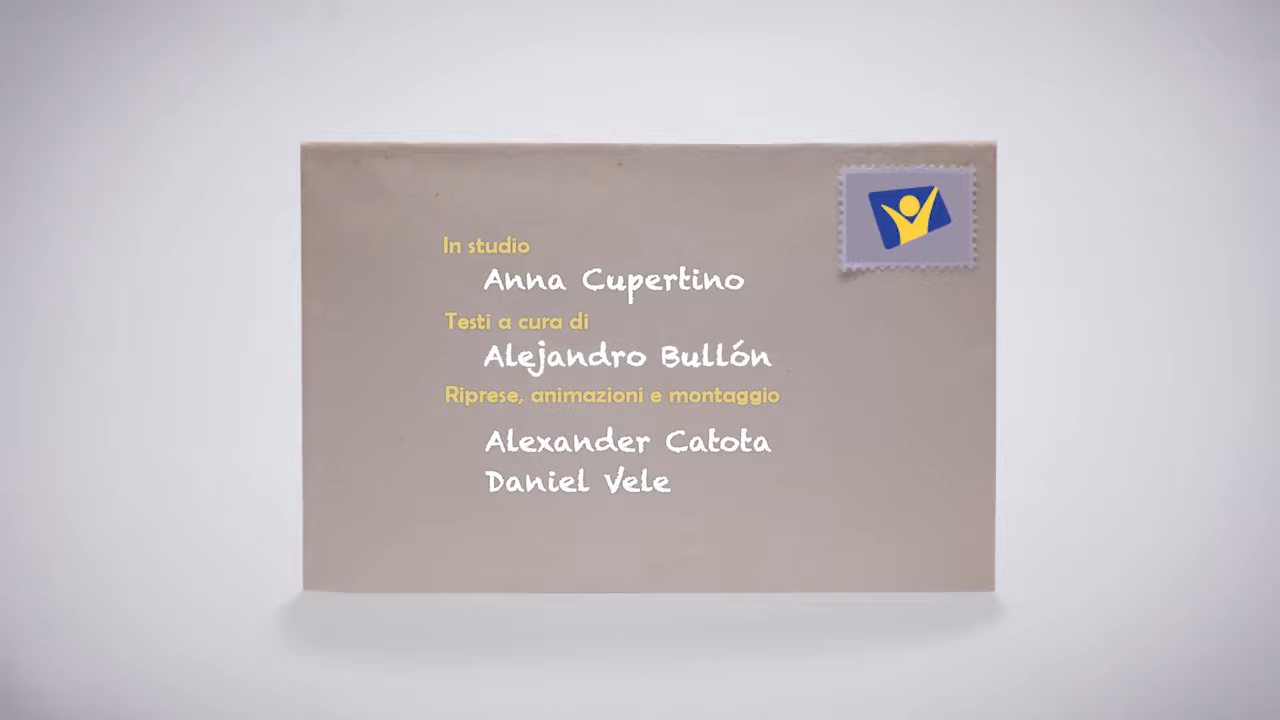 In studio
Anna Cupertino
Testi a cura di
Alejandro Bullón
Riprese, animazioni e montaggio
Alexander Catota
Daniel Vele